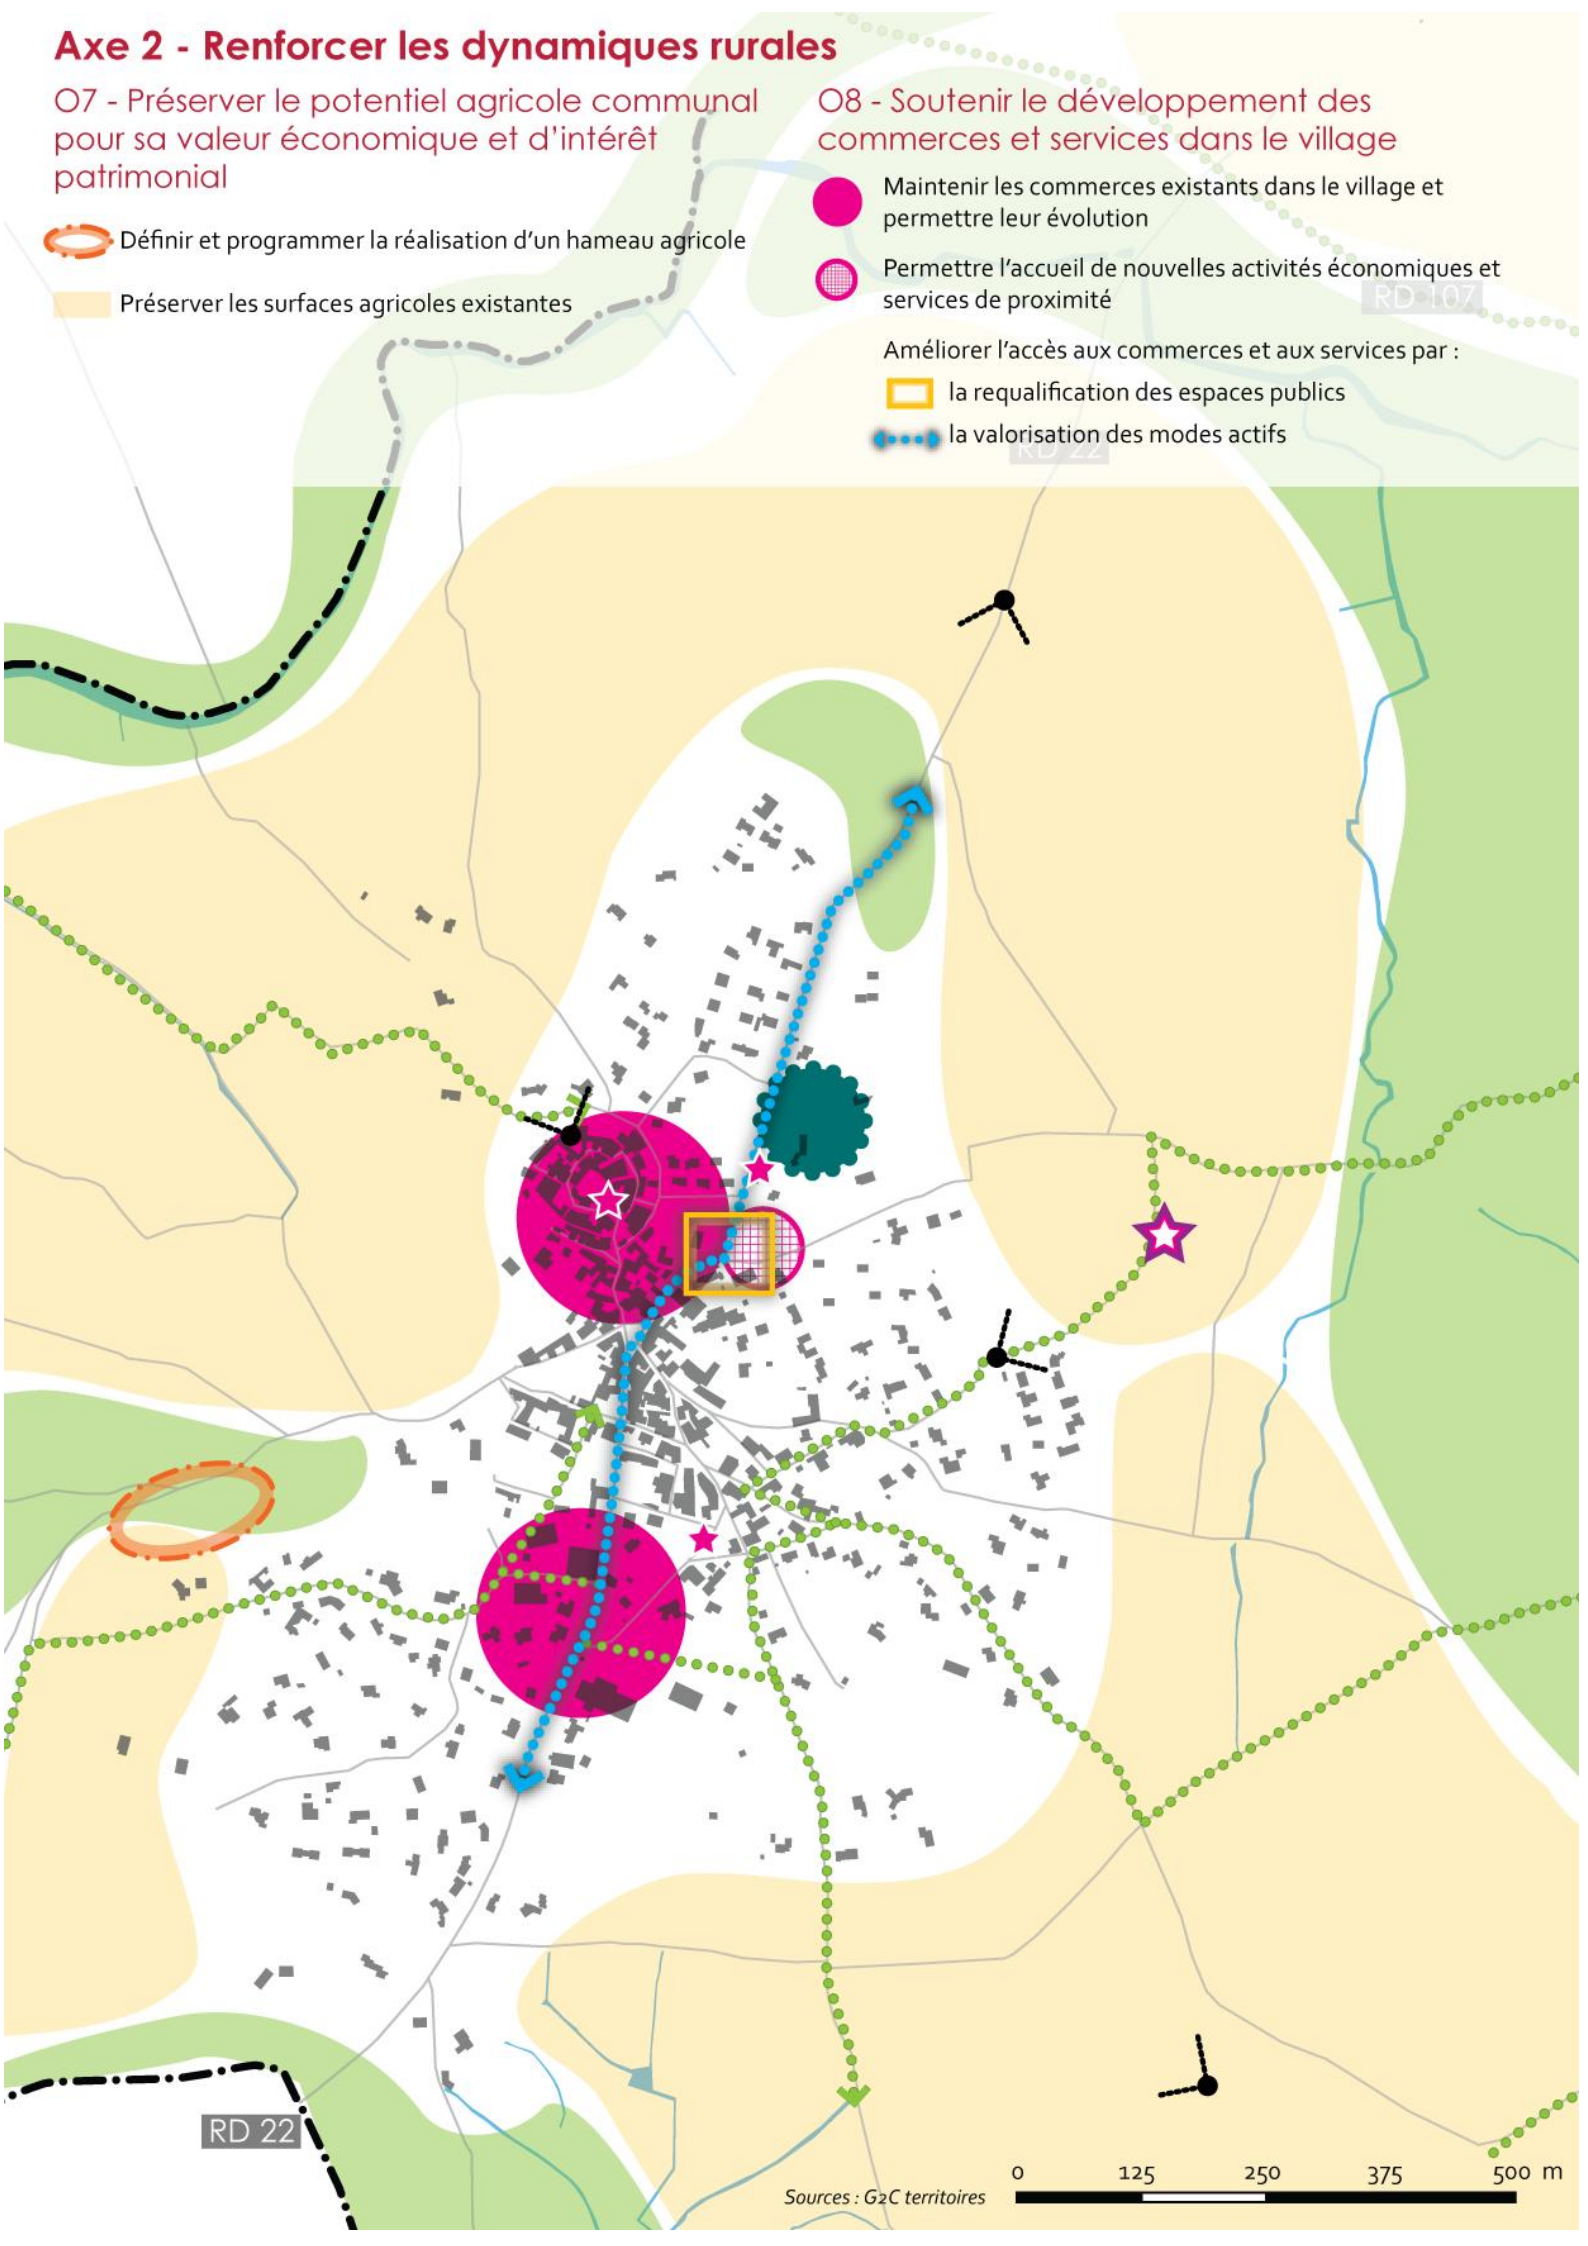 Axe 2 - Renforcer les dynamiques rurales
O7 - Préserver le potentiel agricole communal
pour sa valeur économique et d'intérêt
patrimonial
Définir et programmer la réalisation d'un hameau agricole
Préserver les surfaces agricoles existantes
O8 - Soutenir le développement des
commerces et services dans le village
Maintenir les commerces existants dans le village et
permettre leur évolution
Permettre l'accueil de nouvelles activités économiques et
services de proximité
RD 107
Améliorer l'accès aux commerces et aux services par :
la requalification des espaces publics
la valorisation des modes actifs
RD 22
RD 22
0 125 250 375 500 m
Sources : G2C territoires